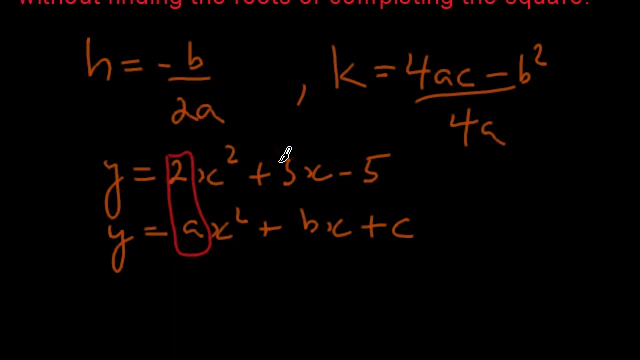 without finding the roots or completing the square.
h = -b/2a , k = 4ac - b²/4a
y = 2x² + 3x - 5
y = ax² + bx + c